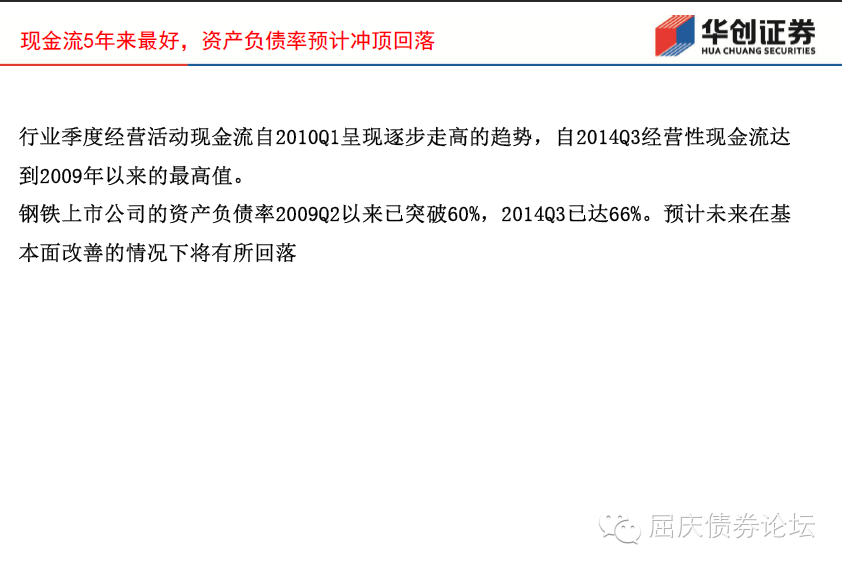 现金流5年来最好，资产负债率预计冲顶回落
华创证券
HUA CHUANG SECURITIES
行业季度经营活动现金流自2010Q1呈现逐步走高的趋势，自2014Q3经营性现金流达
到2009年以来的最高值。
钢铁上市公司的资产负债率2009Q2以来已突破60%，2014Q3已达66%。预计未来在基
本面改善的情况下将有所回落
屈庆债券论坛